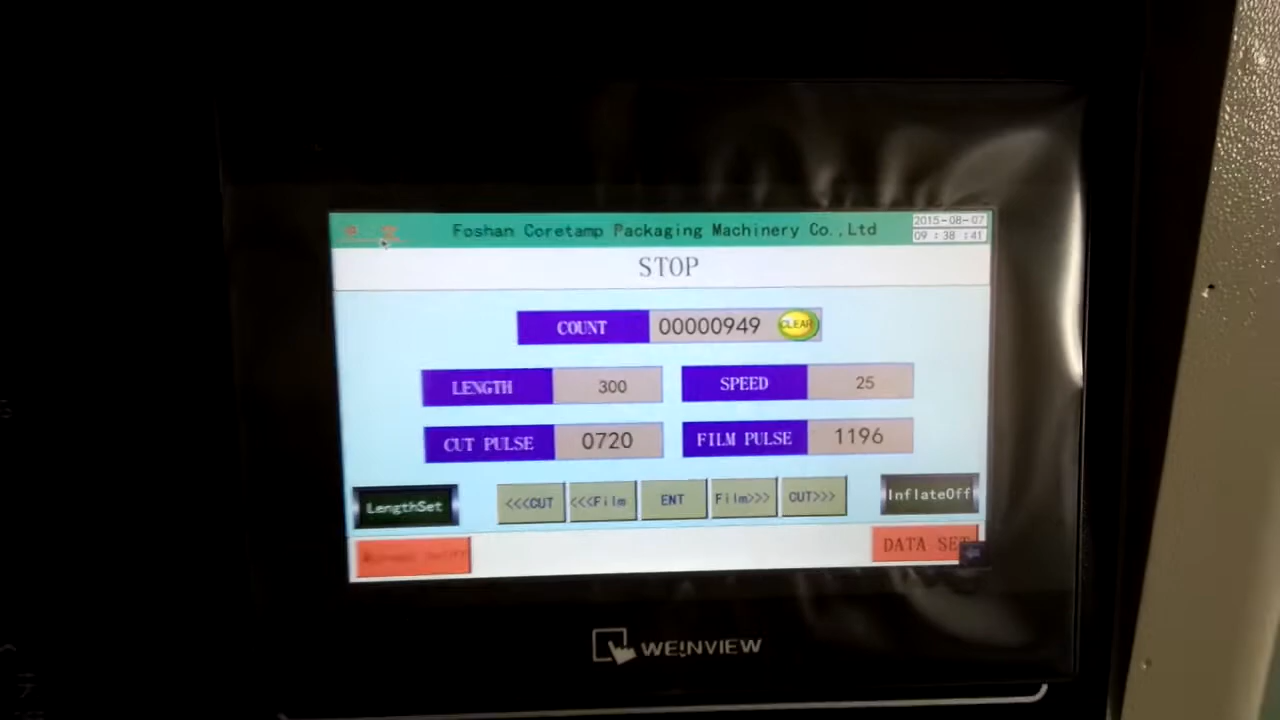 Foshan Coretamp Packaging Machinery Co.,Ltd
2015-08-07
09 : 38 :41
STOP
COUNT 00000949 CLEAR
LENGTH 300 SPEED 25
CUT PULSE 0720 FILM PULSE 1196
LengthSet <<<CUT <<<Film ENT Film>>> CUT>>> InflateOff
DATA SET
WEINVIEW